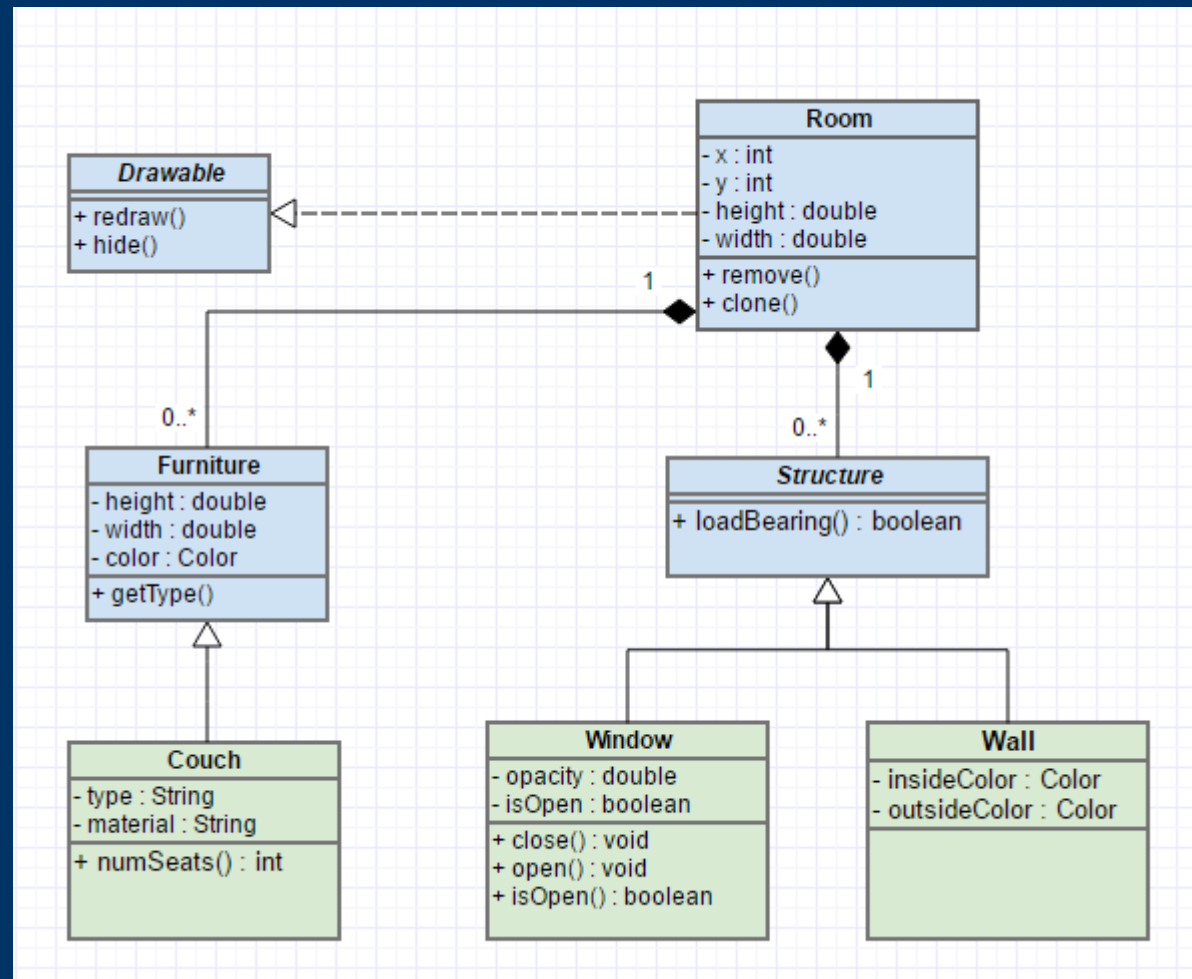 Room
- x : int
- y : int
- height : double
- width : double
+ remove()
+ clone()
Drawable
+ redraw()
+ hide()
1
1
0..*
0..*
Furniture
- height : double
- width : double
- color : Color
+ getType()
Structure
+ loadBearing() : boolean
Couch
- type : String
- material : String
+ numSeats() : int
Window
- opacity : double
- isOpen : boolean
+ close() : void
+ open() : void
+ isOpen() : boolean
Wall
- insideColor : Color
- outsideColor : Color